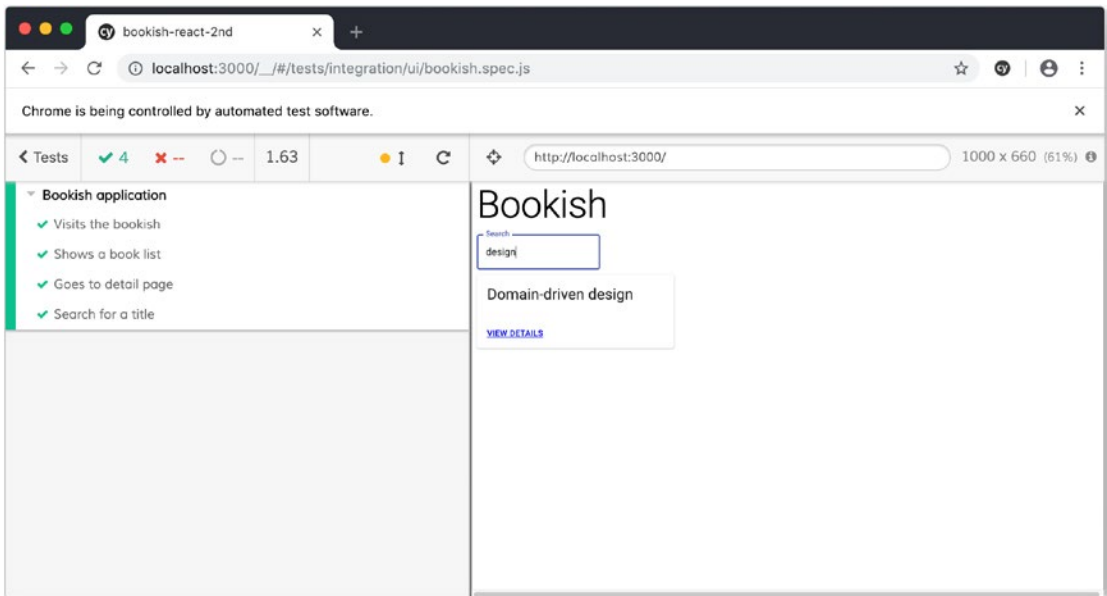 cy bookish-react-2nd × +
localhost:3000/__/#/tests/integration/ui/bookish.spec.js cy
Chrome is being controlled by automated test software. ×
Tests 4 -- -- 1.63 http://localhost:3000/ 1000 x 660 (61%)
Bookish application
Visits the bookish
Shows a book list
Goes to detail page
Search for a title
Bookish
Search
design
Domain-driven design
VIEW DETAILS